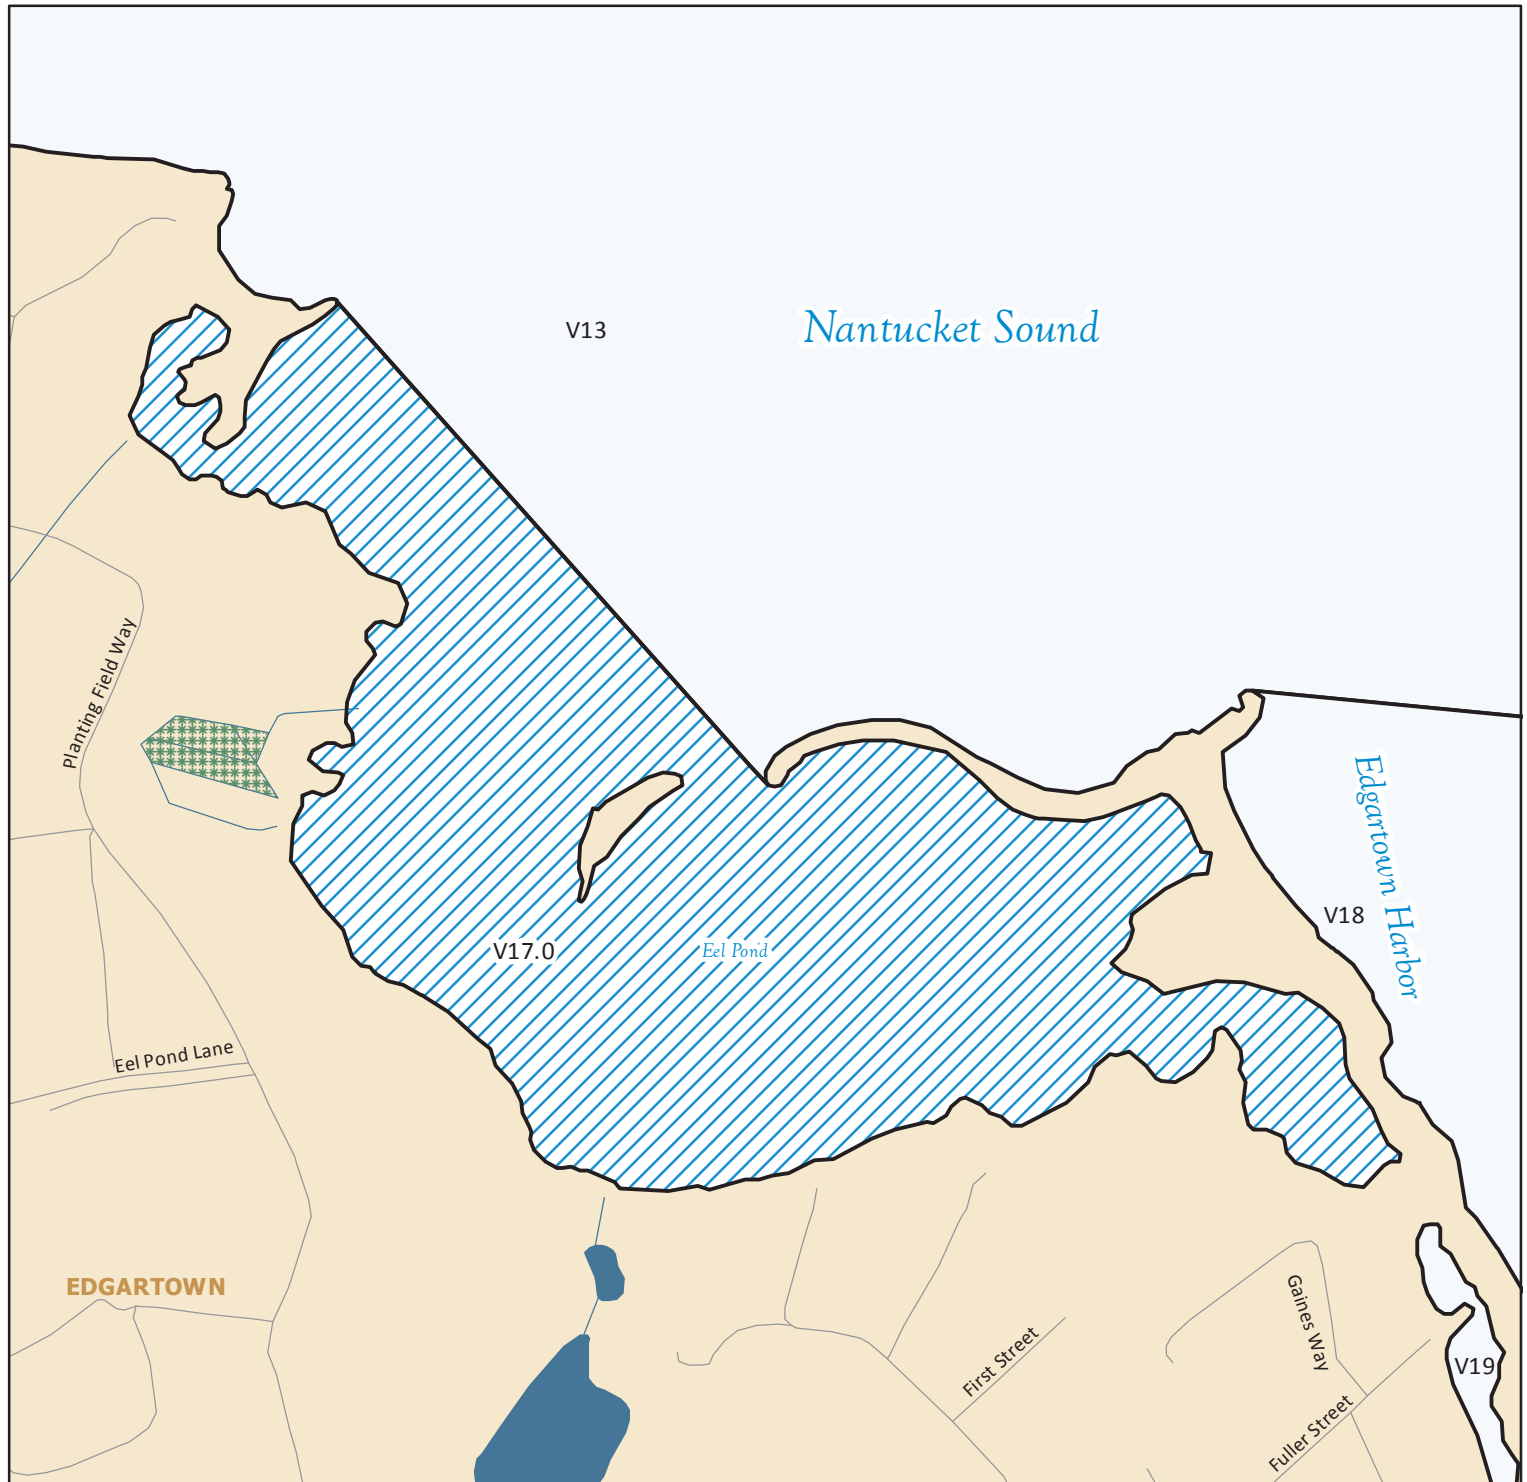 V13
Nantucket Sound
Planting Field Way
Edgartown Harbor
V18
V17.0
Eel Pond
Eel Pond Lane
EDGARTOWN
Gaines Way
First Street
V19
Fuller Street